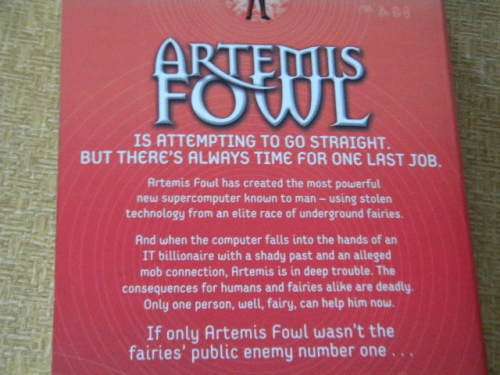 ARTEMIS
FOWL
IS ATTEMPTING TO GO STRAIGHT.
BUT THERE'S ALWAYS TIME FOR ONE LAST JOB.
Artemis Fowl has created the most powerful
new supercomputer known to man – using stolen
technology from an elite race of underground fairies.
And when the computer falls into the hands of an
IT billionaire with a shady past and an alleged
mob connection, Artemis is in deep trouble. The
consequences for humans and fairies alike are deadly.
Only one person, well, fairy, can help him now.
If only Artemis Fowl wasn't the
fairies' public enemy number one . . .